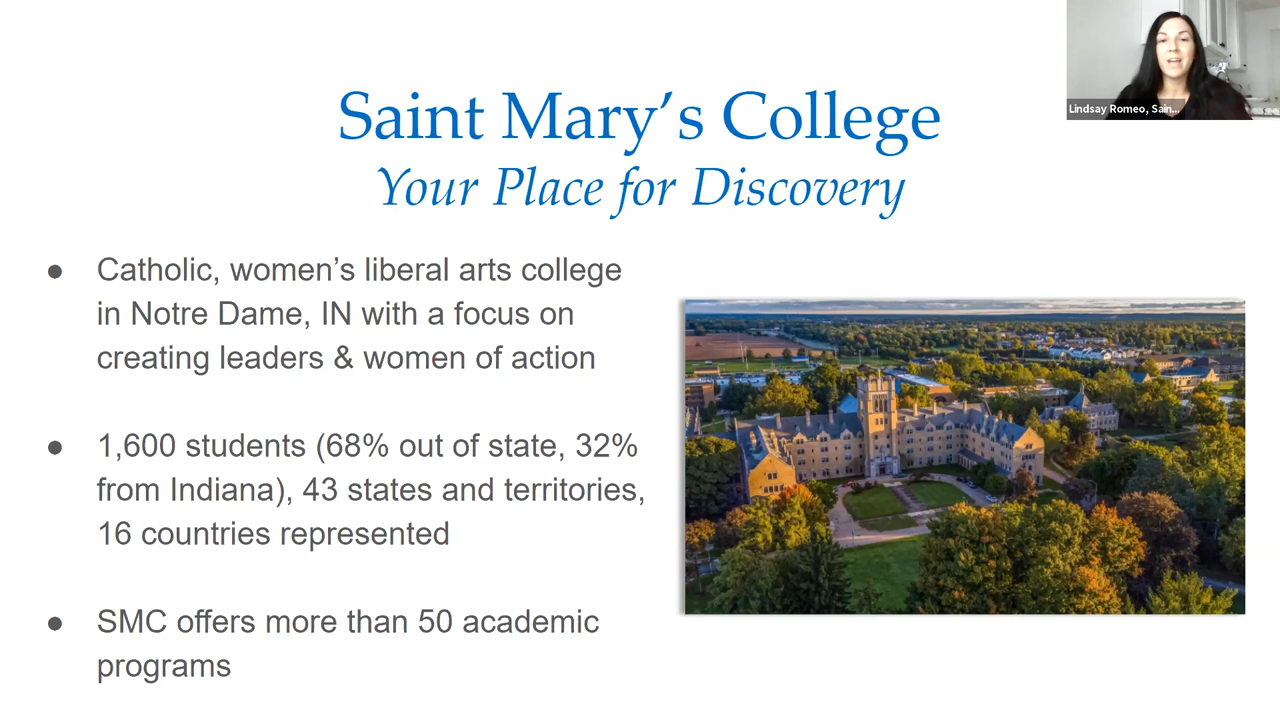 Lindsay Romeo, Sain...
Saint Mary's College
Your Place for Discovery
● Catholic, women's liberal arts college
in Notre Dame, IN with a focus on
creating leaders & women of action
● 1,600 students (68% out of state, 32%
from Indiana), 43 states and territories,
16 countries represented
● SMC offers more than 50 academic
programs